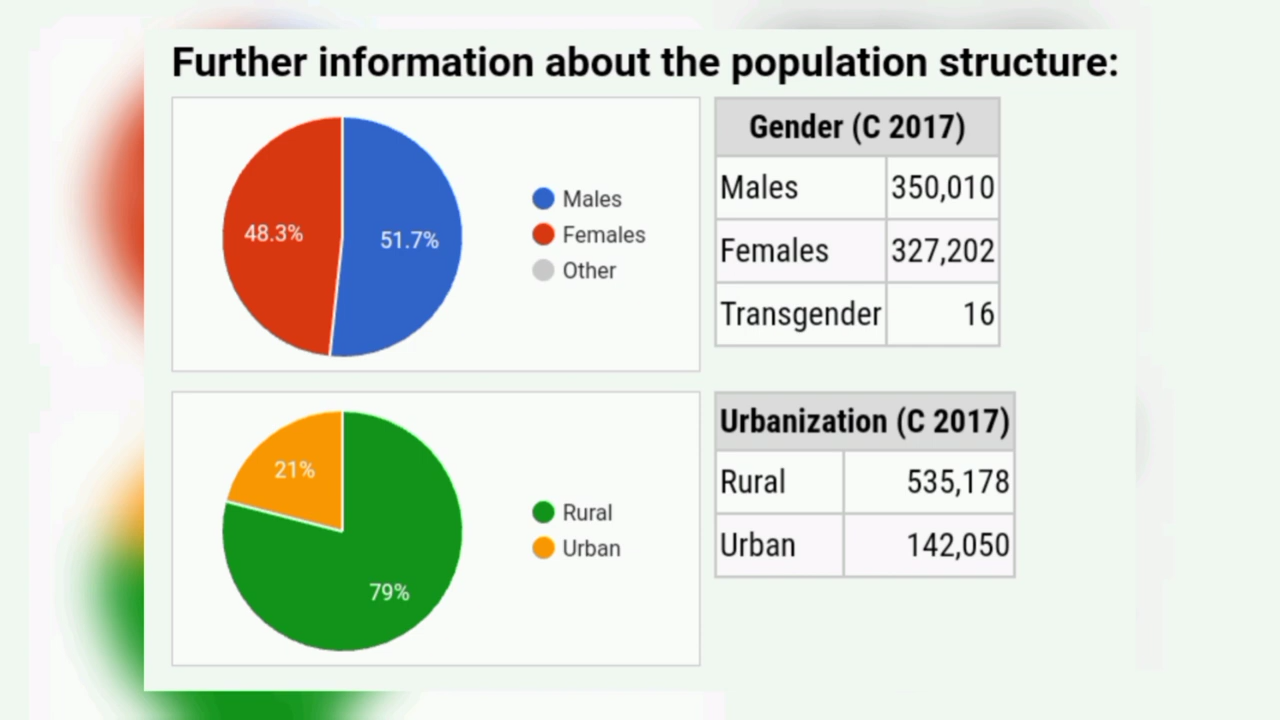 Further information about the population structure:
48.3%
51.7%
Males
Females
Other
Gender (C 2017)
Males 350,010
Females 327,202
Transgender 16
21%
79%
Rural
Urban
Urbanization (C 2017)
Rural 535,178
Urban 142,050